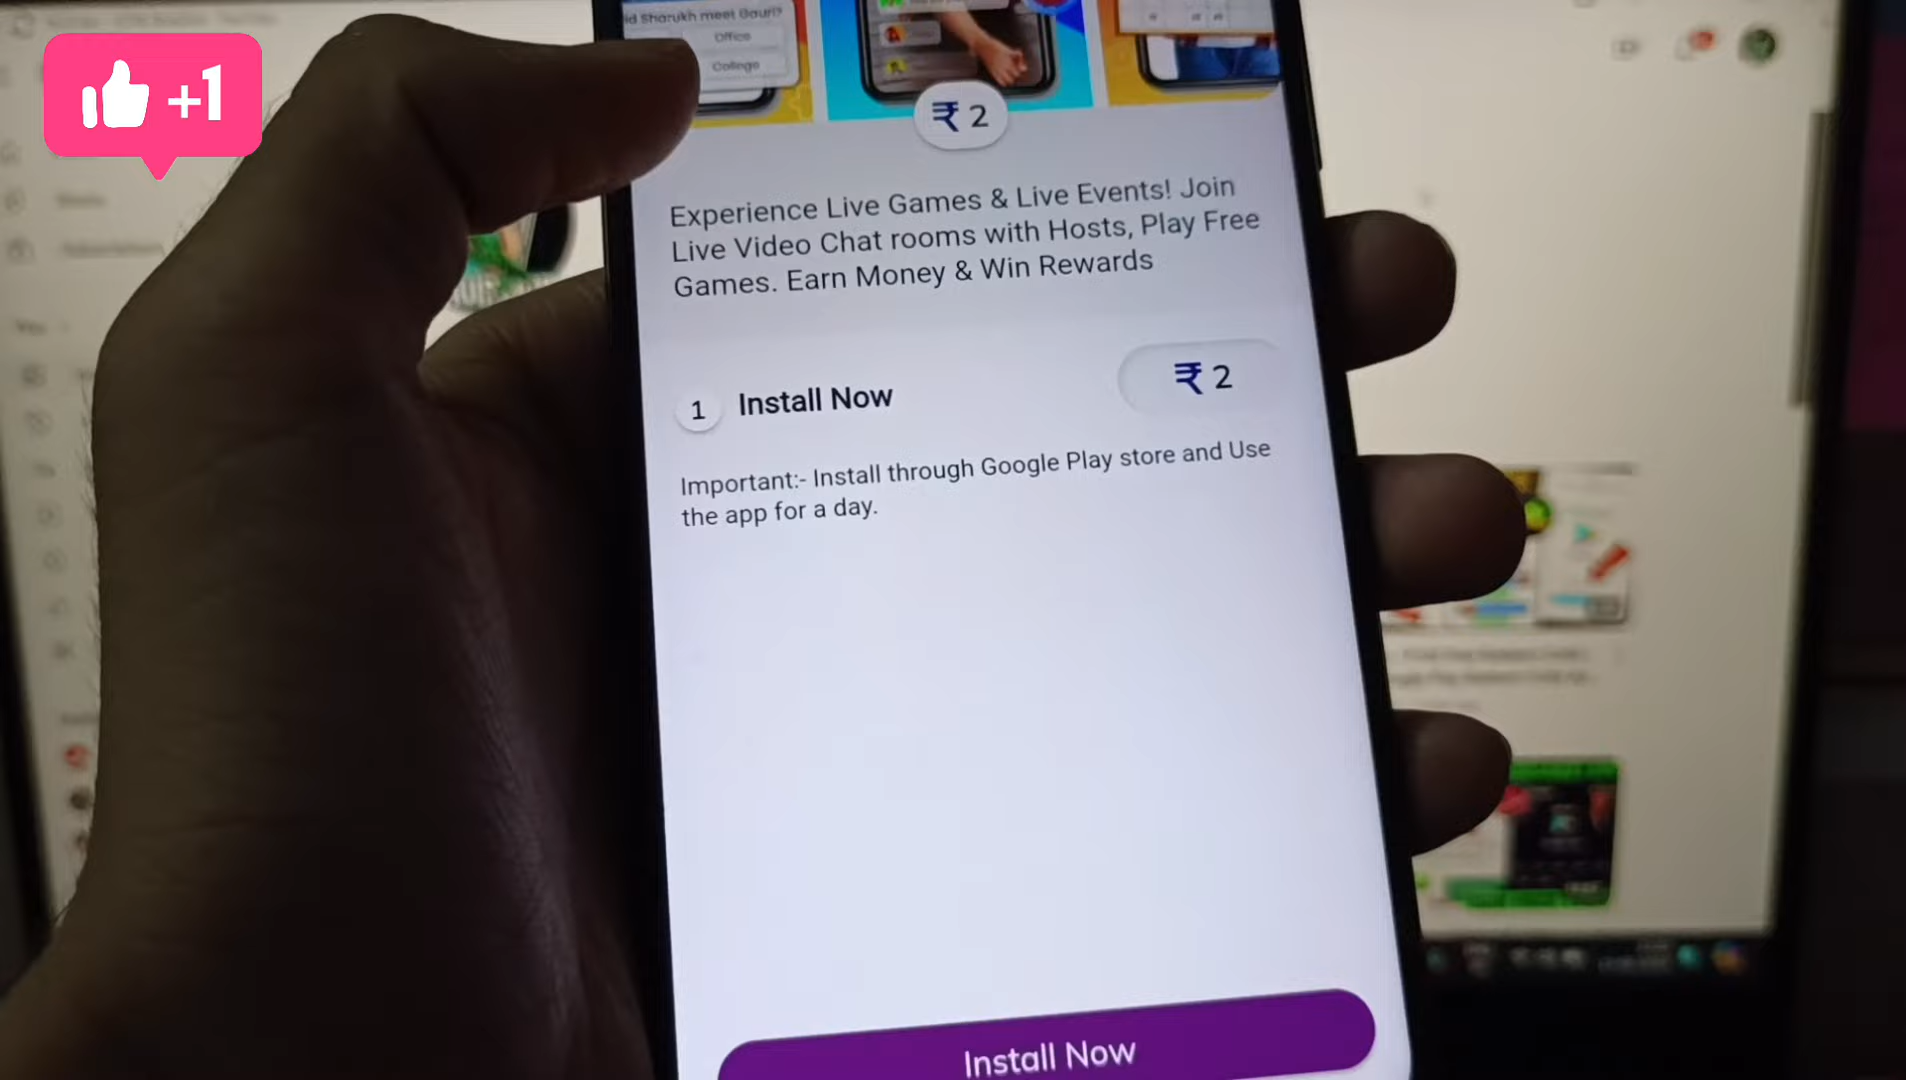 +1
id Sharukh meet Gauri?
Office
College
₹ 2
Experience Live Games & Live Events! Join
Live Video Chat rooms with Hosts, Play Free
Games. Earn Money & Win Rewards
1 Install Now ₹ 2
Important:- Install through Google Play store and Use
the app for a day.
Install Now